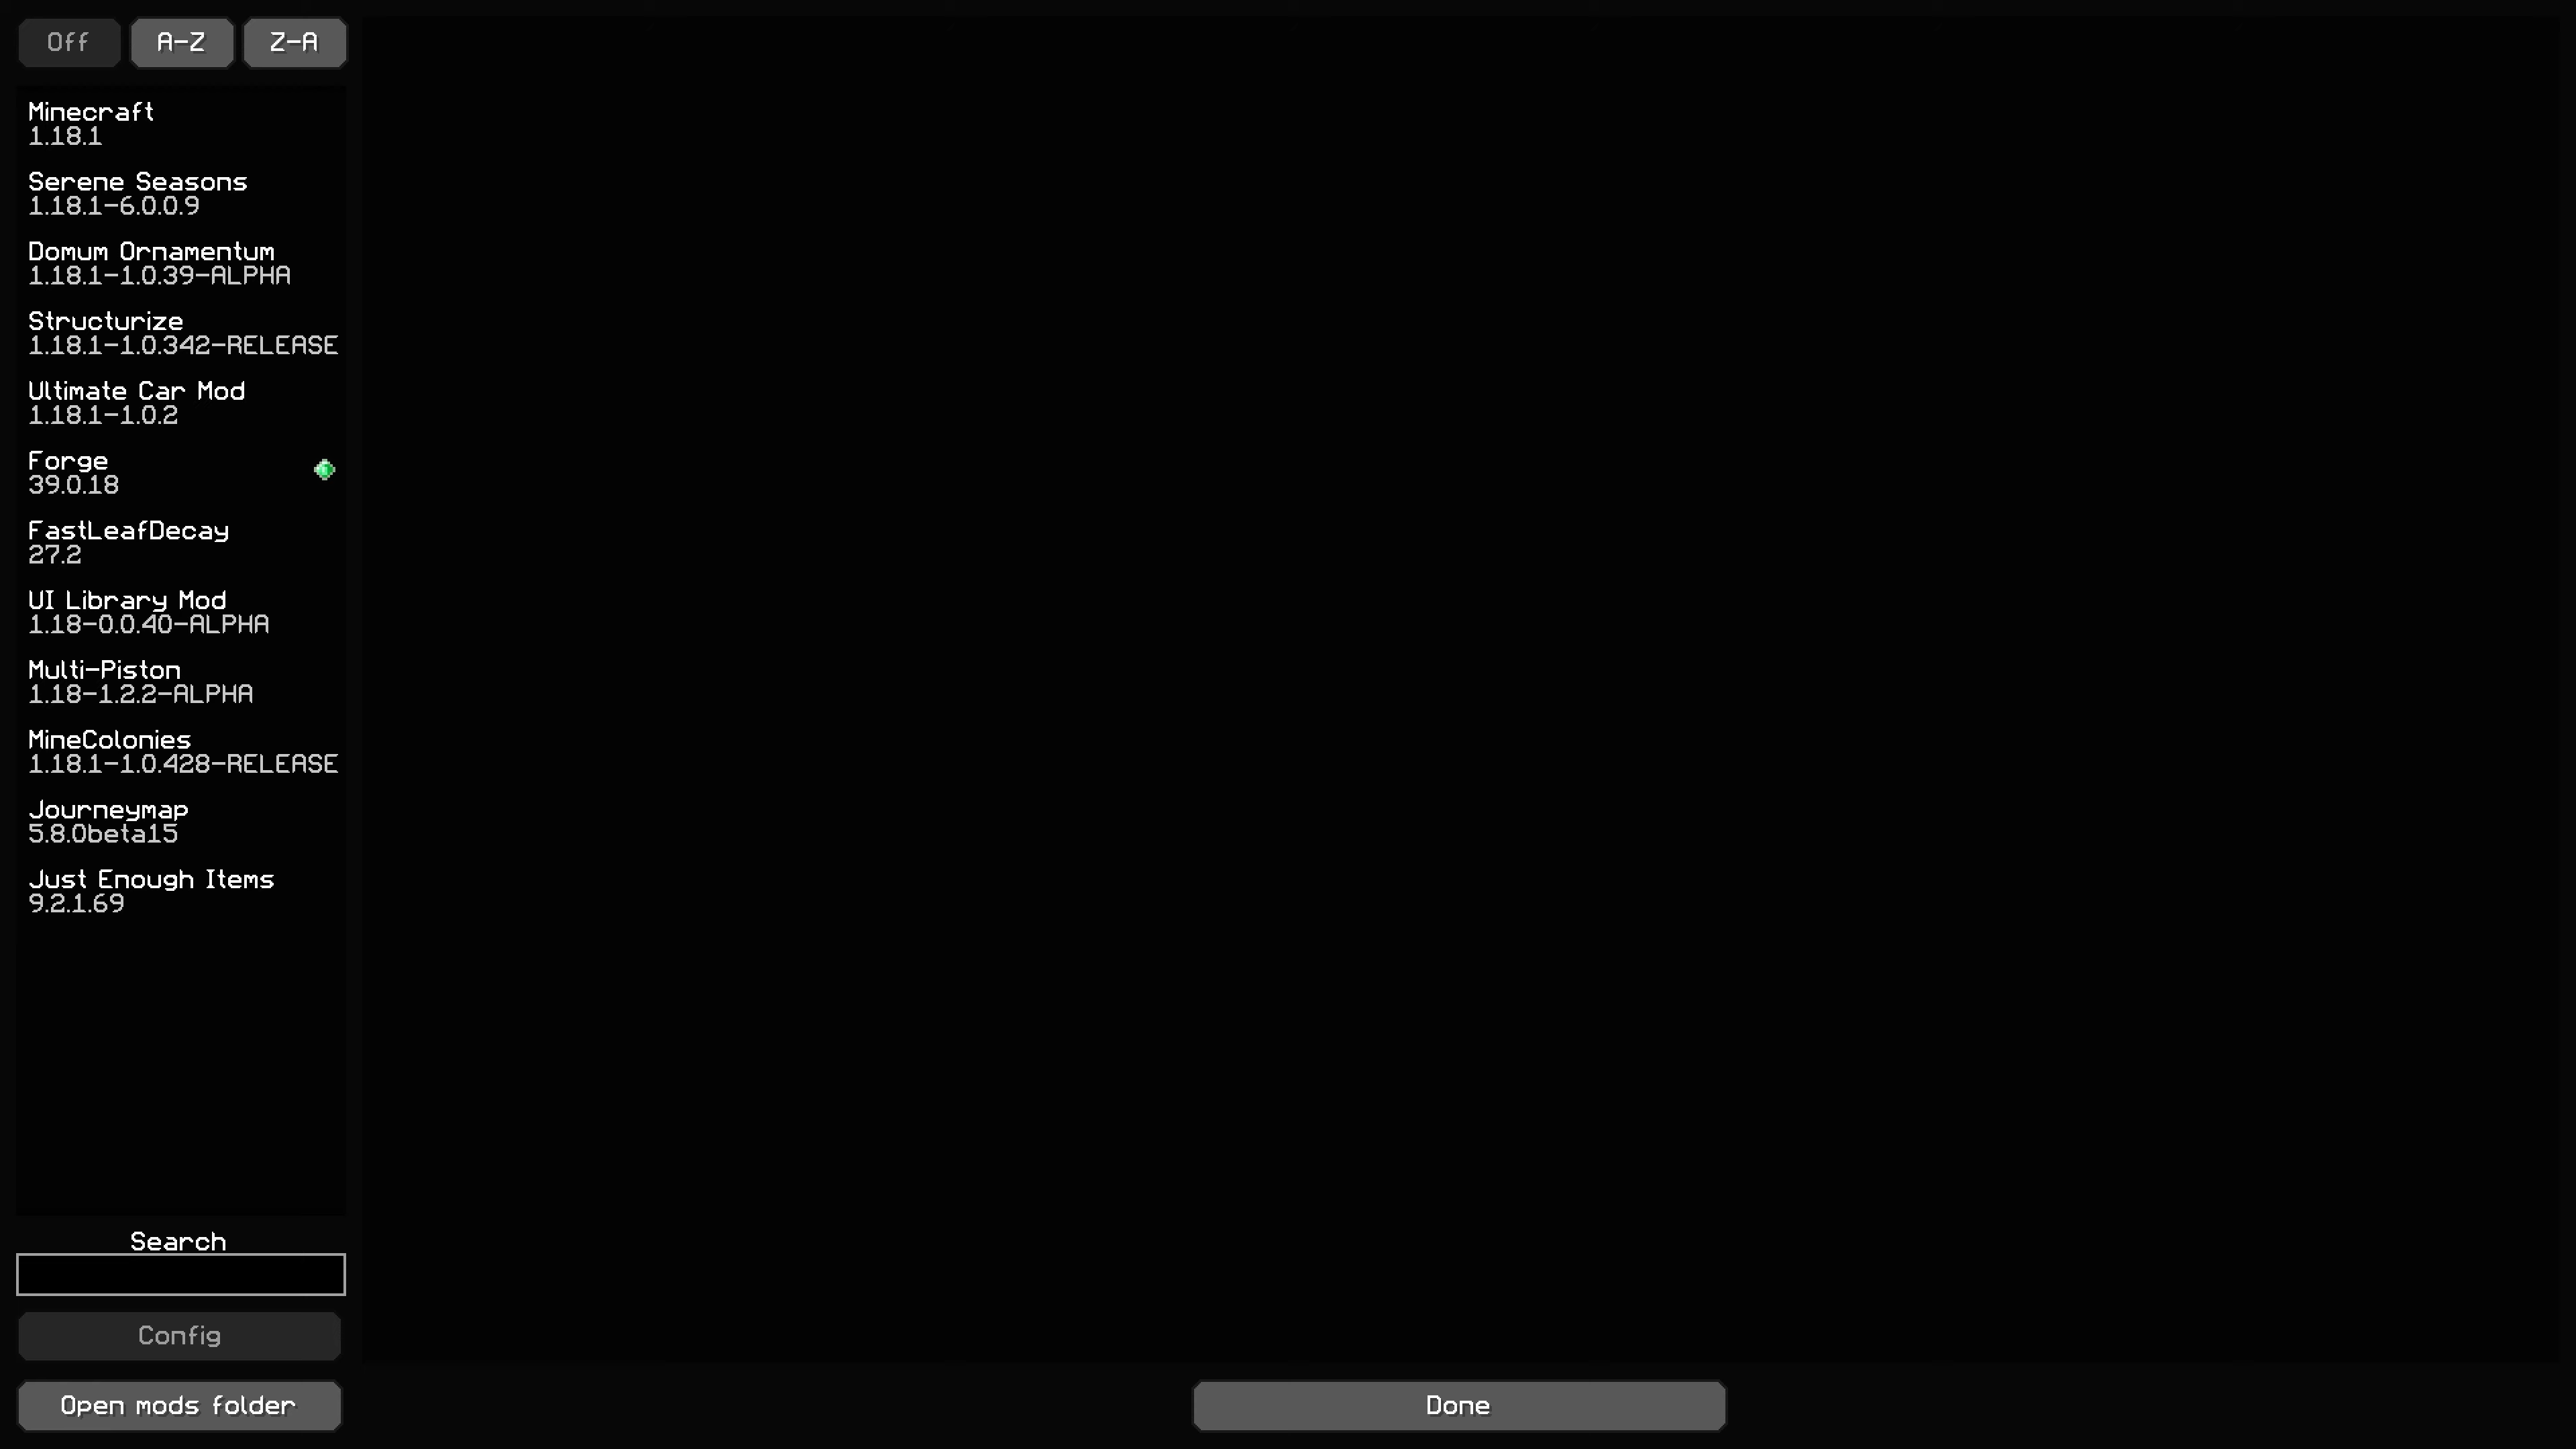 Off A-Z Z-A
Minecraft
1.18.1
Serene Seasons
1.18.1-6.0.0.9
Domum Ornamentum
1.18.1-1.0.39-ALPHA
Structurize
1.18.1-1.0.342-RELEASE
Ultimate Car Mod
1.18.1-1.0.2
Forge
39.0.18
FastLeafDecay
27.2
UI Library Mod
1.18-0.0.40-ALPHA
Multi-Piston
1.18-1.2.2-ALPHA
MineColonies
1.18.1-1.0.428-RELEASE
Journeymap
5.8.0beta15
Just Enough Items
9.2.1.69
Search
Config
Open mods folder
Done